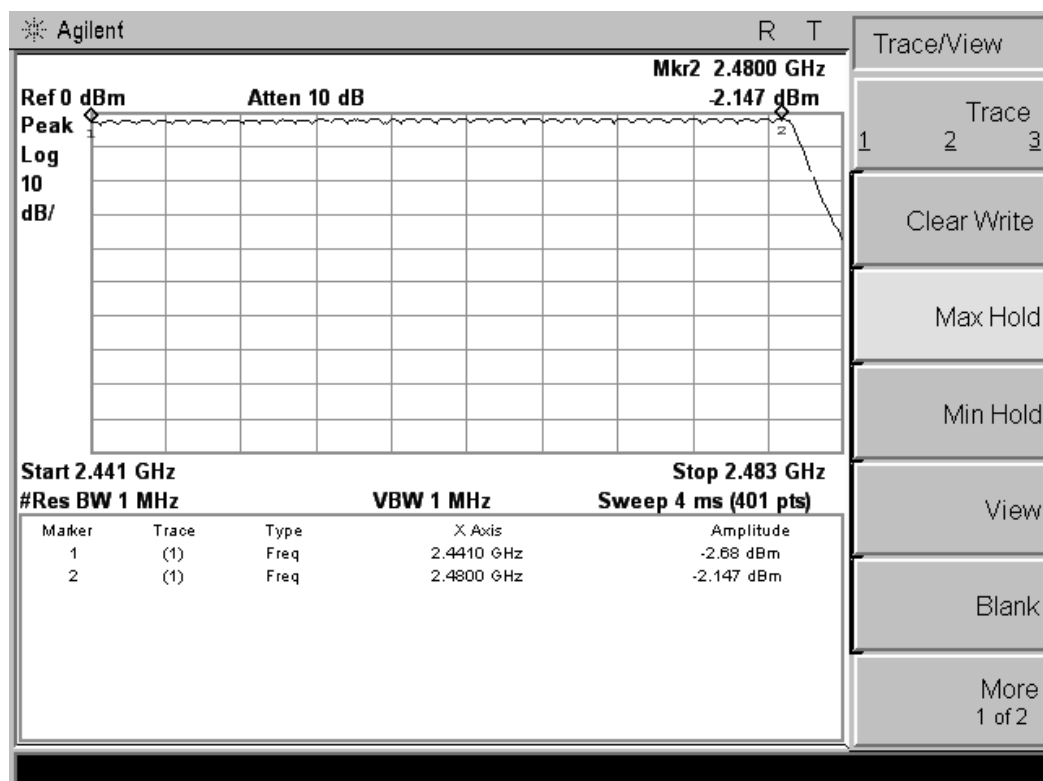 Agilent R T
Mkr2 2.4800 GHz
Ref 0 dBm Atten 10 dB -2.147 dBm
Peak
Log
10
dB/
1
2
Start 2.441 GHz Stop 2.483 GHz
#Res BW 1 MHz VBW 1 MHz Sweep 4 ms (401 pts)
Marker Trace Type X Axis Amplitude
1 (1) Freq 2.4410 GHz -2.68 dBm
2 (1) Freq 2.4800 GHz -2.147 dBm
Trace/View
Trace
1 2 3
Clear Write
Max Hold
Min Hold
View
Blank
More
1 of 2